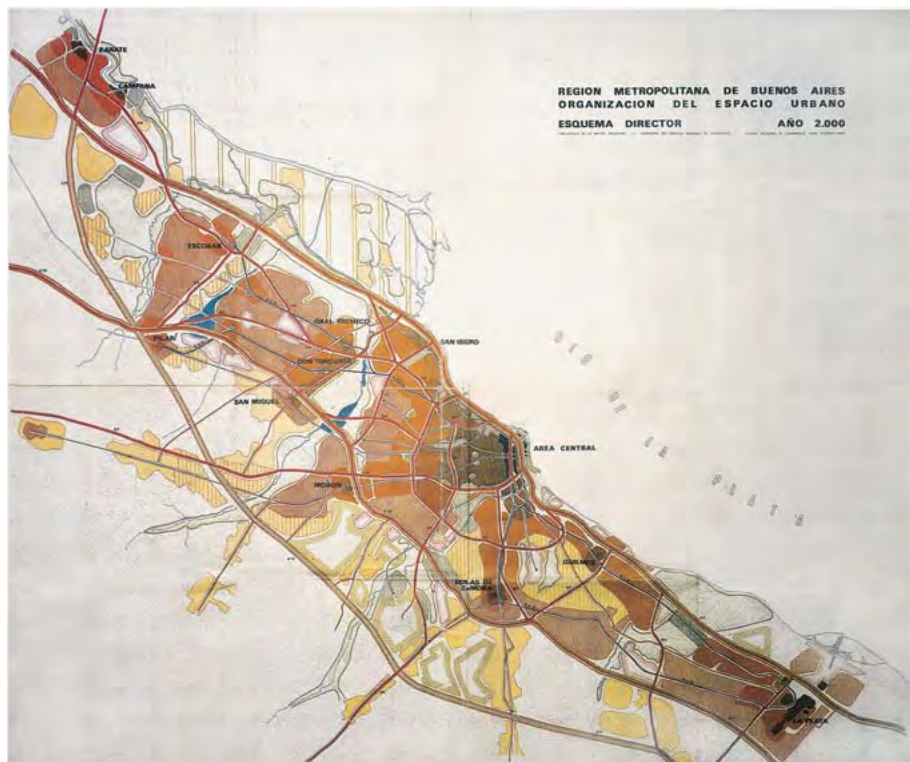 REGION METROPOLITANA DE BUENOS AIRES
ORGANIZACION DEL ESPACIO URBANO
ESQUEMA DIRECTOR AÑO 2.000
ZARATE
CAMPANA
ESCOBAR
GRAL PACHECO
SAN ISIDRO
PILAR
DON TORCUATO
SAN MIGUEL
RIO DE LA PLATA
AREA CENTRAL
MORON
QUILMES
LOMAS DE
ZAMORA
LA PLATA